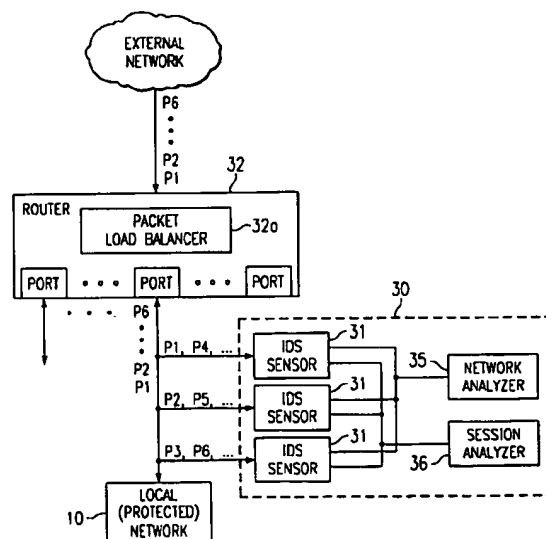 EXTERNAL
NETWORK
P6
P2
P1
32
ROUTER
PACKET
LOAD BALANCER
32a
PORT
PORT
PORT
P6
P2
P1
30
P1, P4, ...
IDS
SENSOR
31
P2, P5, ...
IDS
SENSOR
31
P3, P6, ...
IDS
SENSOR
31
35
NETWORK
ANALYZER
SESSION
ANALYZER
36
10
LOCAL
(PROTECTED)
NETWORK